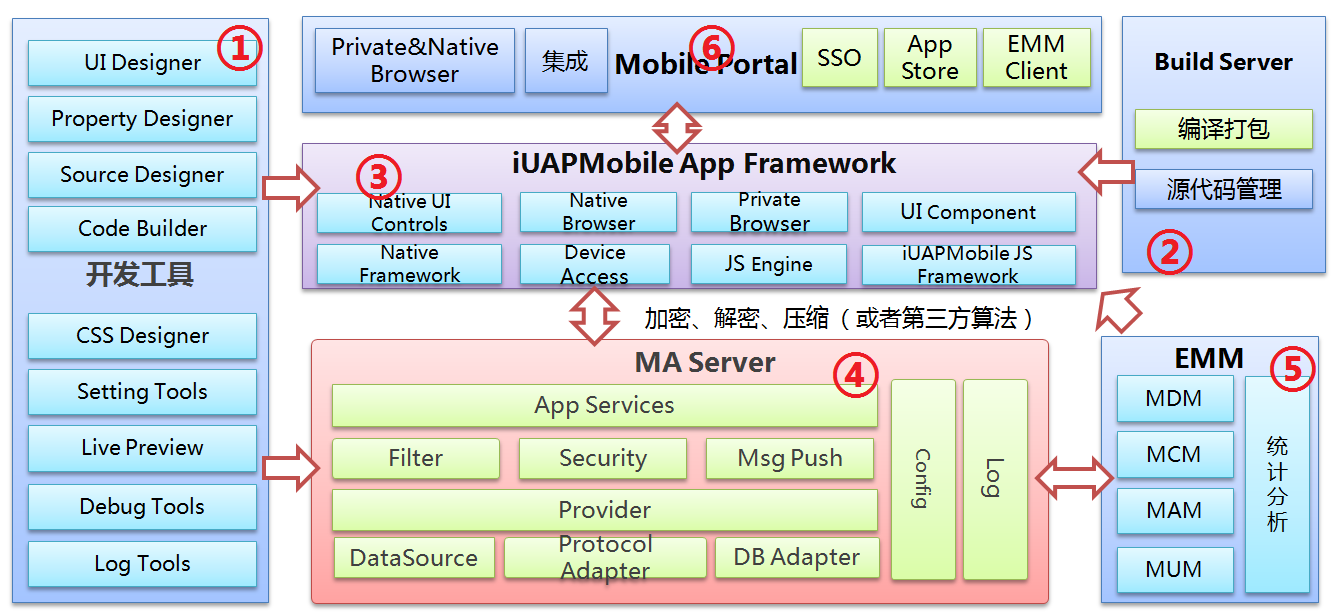 ①
UI Designer
Property Designer
Source Designer
Code Builder
开发工具
CSS Designer
Setting Tools
Live Preview
Debug Tools
Log Tools
⑥
Private&Native
Browser
集成
Mobile Portal
SSO
App
Store
EMM
Client
Build Server
编译打包
源代码管理
②
iUAPMobile App Framework
③
Native UI
Controls
Native
Browser
Private
Browser
UI Component
Native
Framework
Device
Access
JS Engine
iUAPMobile JS
Framework
加密、解密、压缩（或者第三方算法）
MA Server
④
App Services
Filter
Security
Msg Push
Provider
DataSource
Protocol
Adapter
DB Adapter
Config
Log
EMM
⑤
MDM
MCM
MAM
MUM
统计分析